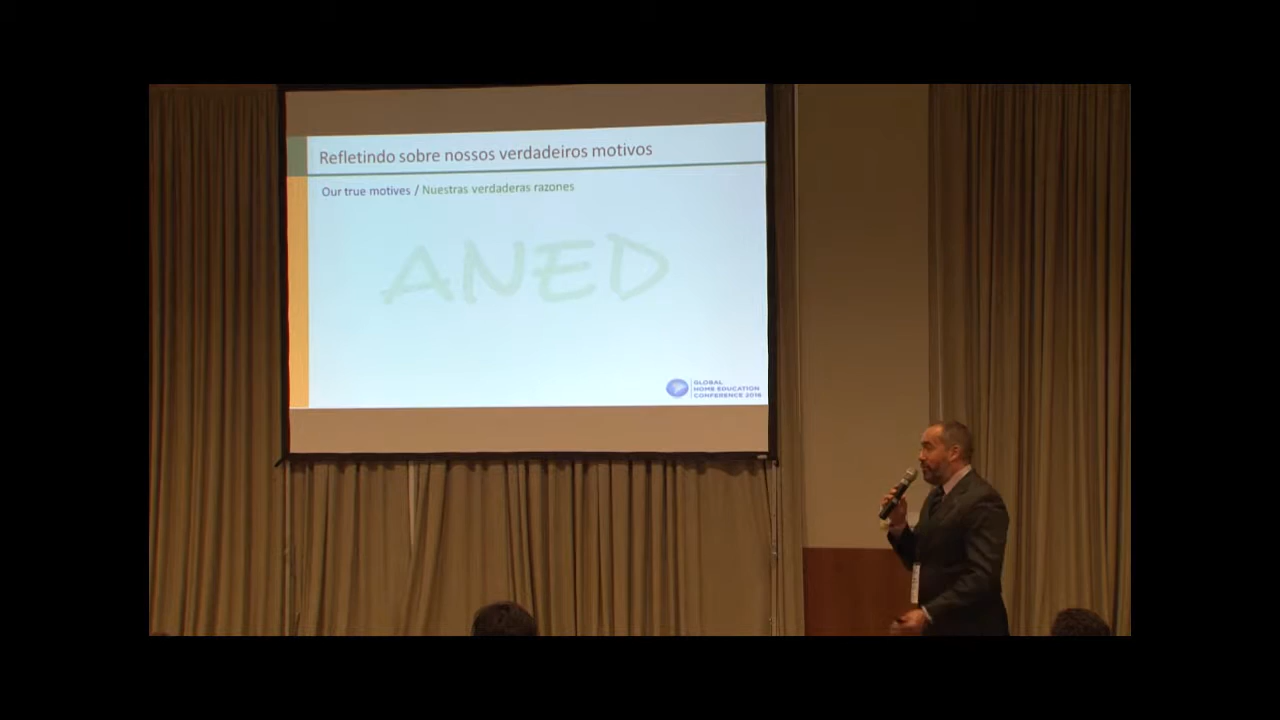 Refletindo sobre nossos verdadeiros motivos
Our true motives / Nuestras verdaderas razones
ANED
GLOBAL
HOME EDUCATION
CONFERENCE 2016